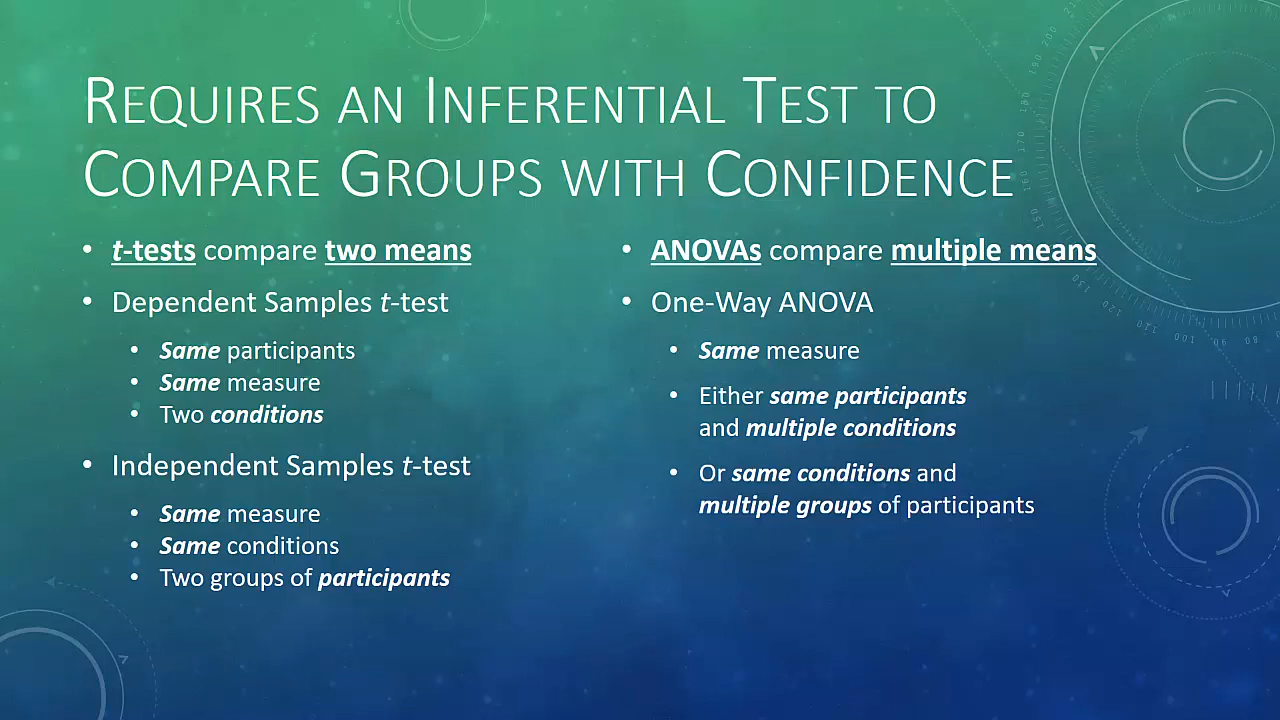 Requires an Inferential Test to
Compare Groups with Confidence
• t-tests compare two means
• Dependent Samples t-test
• Same participants
• Same measure
• Two conditions
• Independent Samples t-test
• Same measure
• Same conditions
• Two groups of participants
• ANOVAs compare multiple means
• One-Way ANOVA
• Same measure
• Either same participants
and multiple conditions
• Or same conditions and
multiple groups of participants